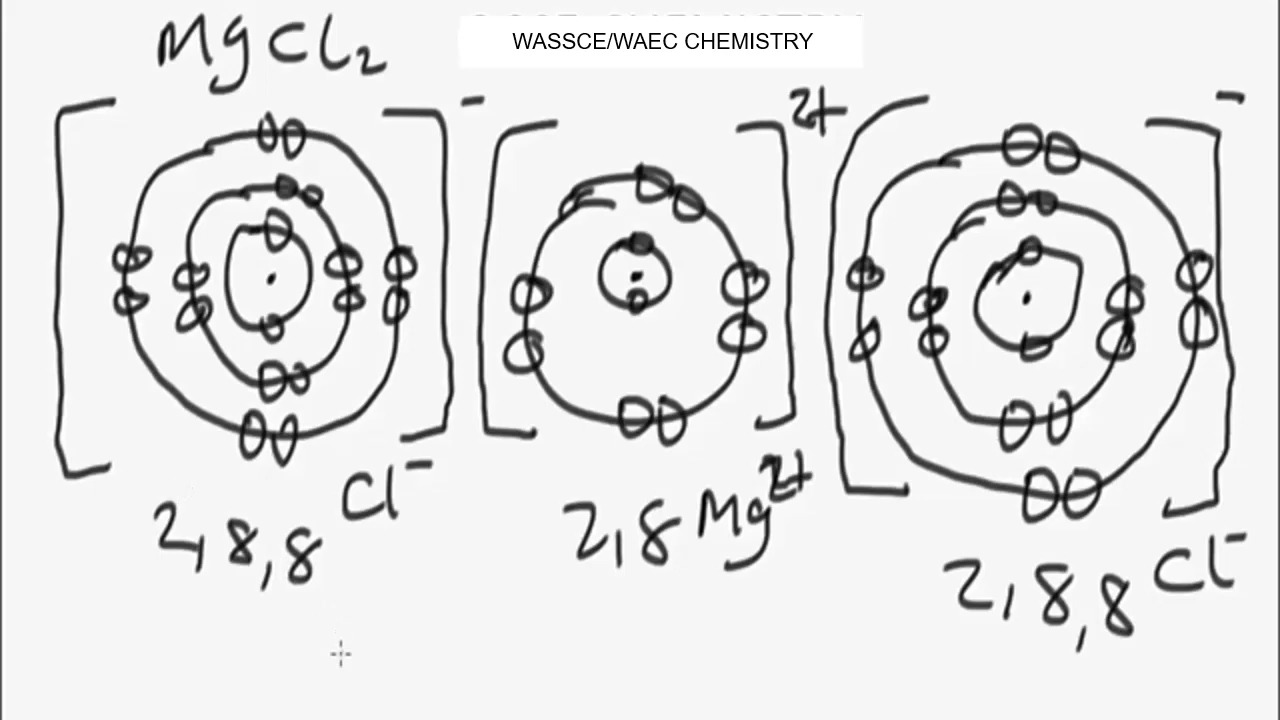 MgCl₂
WASSCE/WAEC CHEMISTRY
-
2+
-
2,8,8 Cl⁻
2,8 Mg²⁺
2,8,8 Cl⁻